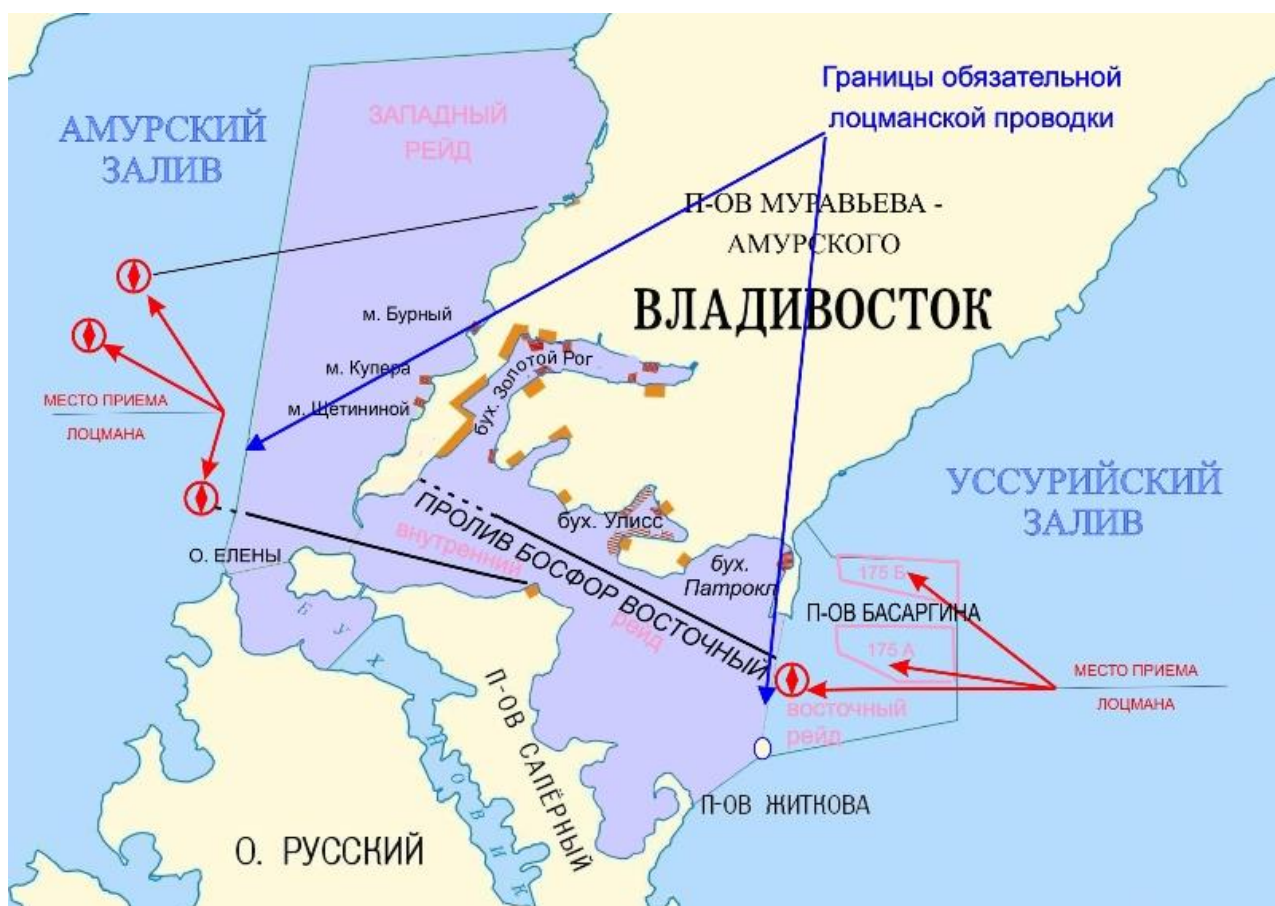 Границы обязательной
лоцманской проводки
АМУРСКИЙ
ЗАЛИВ
ЗАПАДНЫЙ
РЕЙД
П-ОВ МУРАВЬЕВА -
АМУРСКОГО
ВЛАДИВОСТОК
м. Бурный
м. Купера
м. Щетининой
бух. Золотой Рог
МЕСТО ПРИЕМА
ЛОЦМАНА
УССУРИЙСКИЙ
ЗАЛИВ
О. ЕЛЕНЫ
ПРОЛИВ БОСФОР ВОСТОЧНЫЙ
внутренний
рейд
бух. Улисс
бух.
Патрокл
175 Б
П-ОВ БАСАРГИНА
175 А
МЕСТО ПРИЕМА
ЛОЦМАНА
восточный
рейд
БУХ Новик
П-ОВ САПЁРНЫЙ
П-ОВ ЖИТКОВА
О. РУССКИЙ